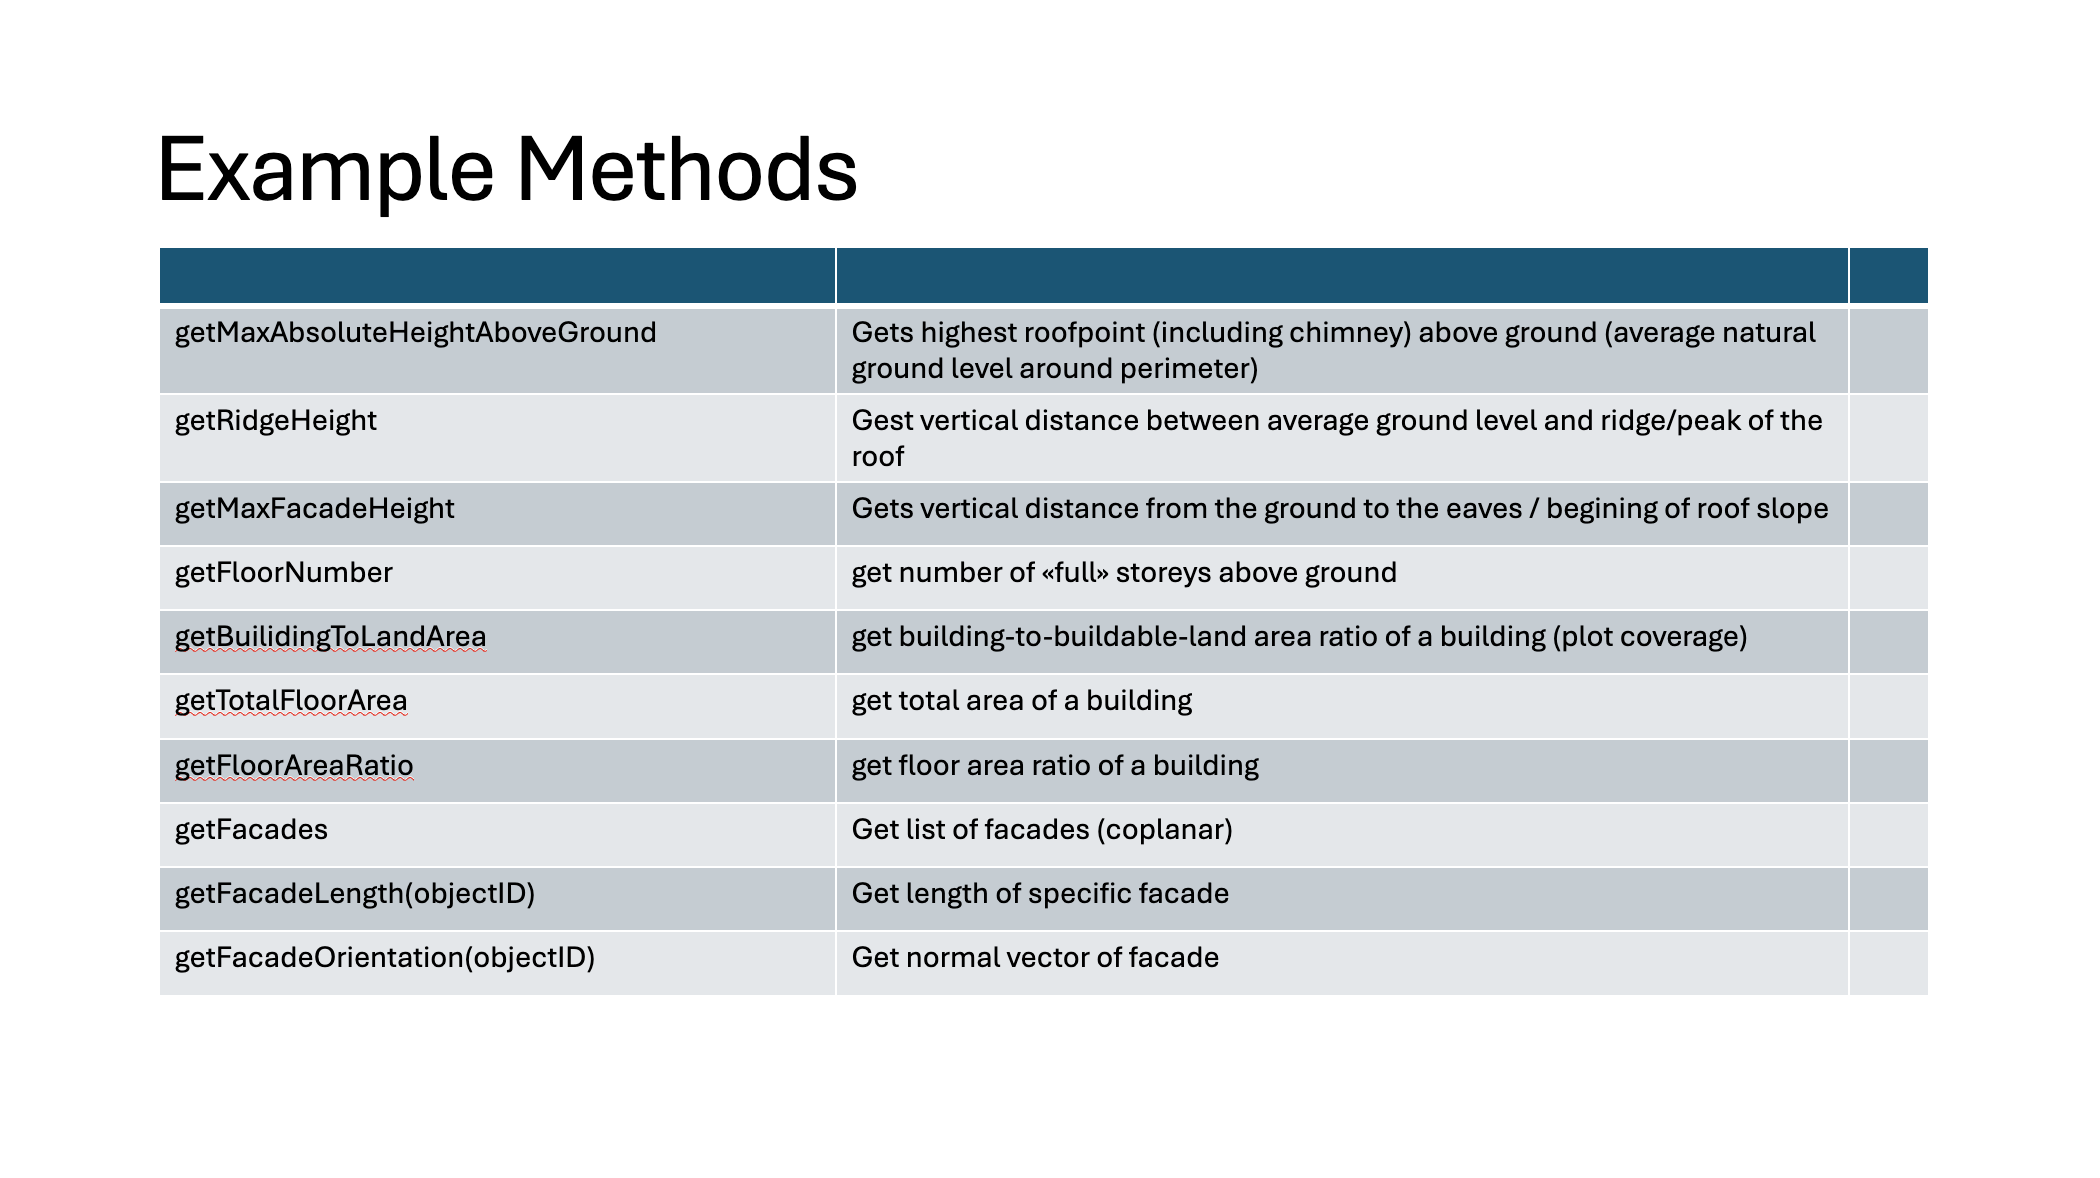 Example Methods
getMaxAbsoluteHeightAboveGround
Gets highest roofpoint (including chimney) above ground (average natural
ground level around perimeter)
getRidgeHeight
Gest vertical distance between average ground level and ridge/peak of the
roof
getMaxFacadeHeight
Gets vertical distance from the ground to the eaves / begining of roof slope
getFloorNumber
get number of «full» storeys above ground
getBuilidingToLandArea
get building-to-buildable-land area ratio of a building (plot coverage)
getTotalFloorArea
get total area of a building
getFloorAreaRatio
get floor area ratio of a building
getFacades
Get list of facades (coplanar)
getFacadeLength(objectID)
Get length of specific facade
getFacadeOrientation(objectID)
Get normal vector of facade